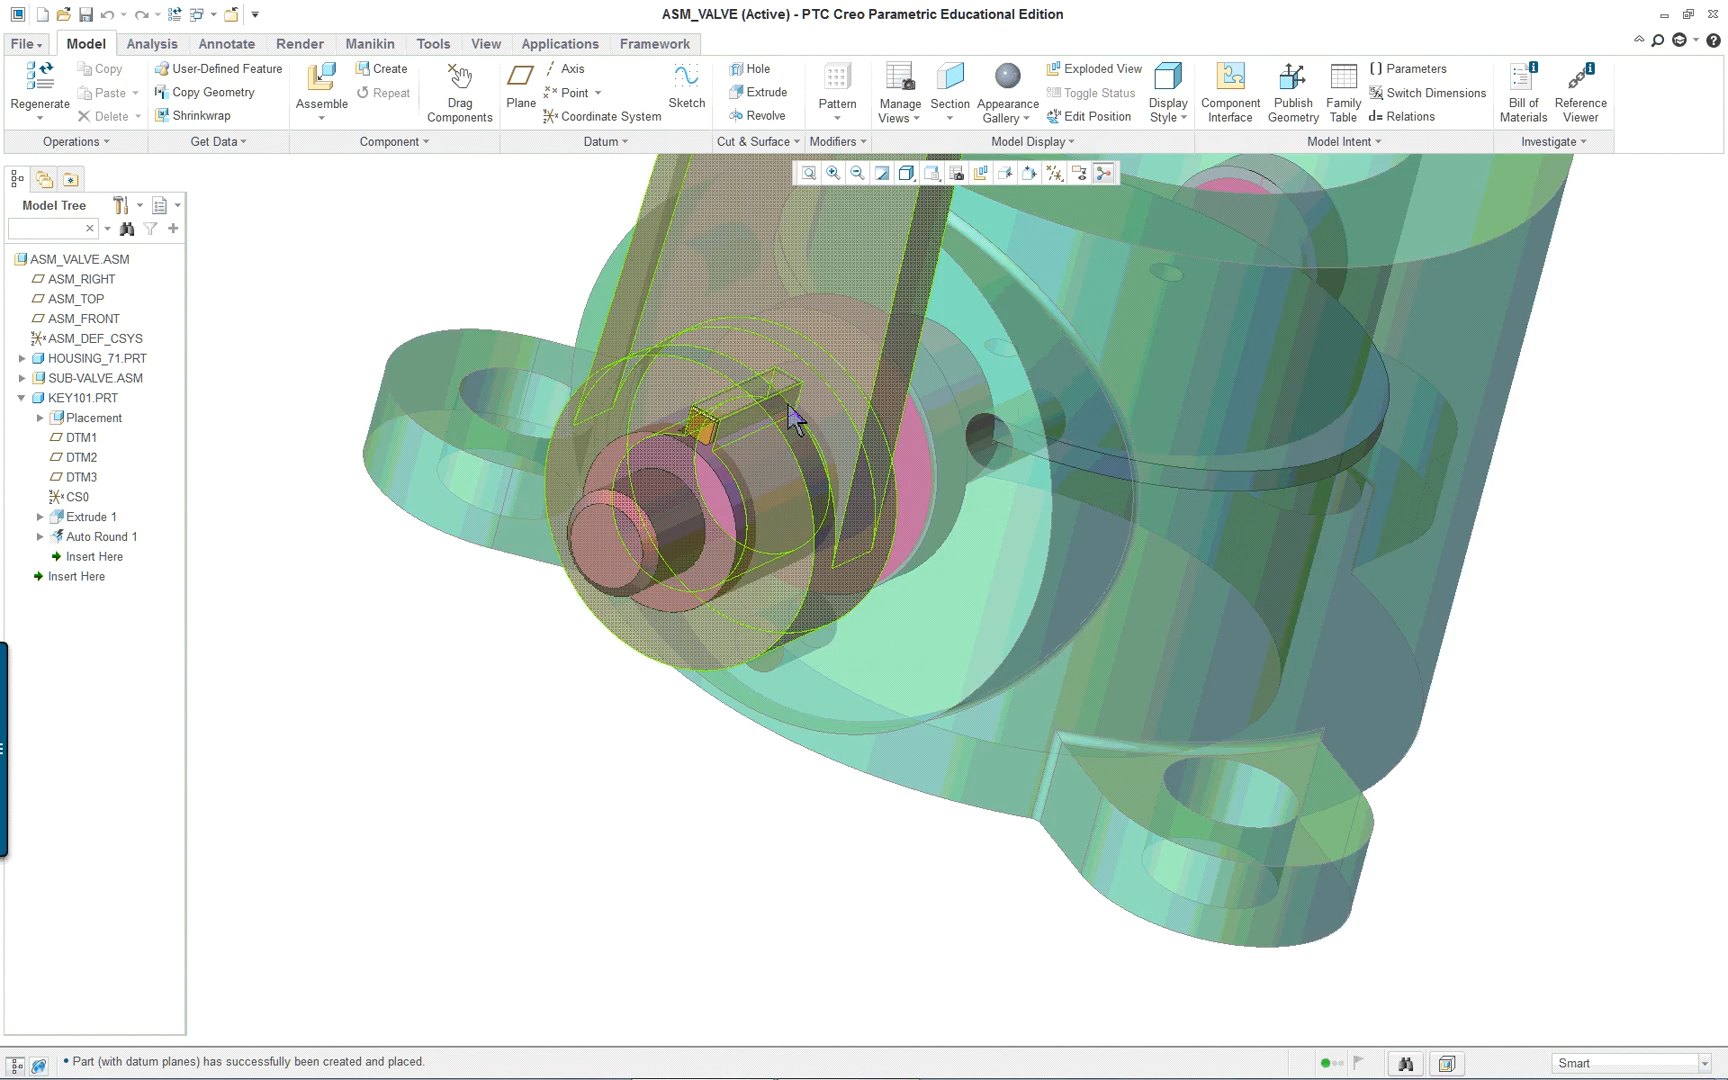 ASM_VALVE (Active) - PTC Creo Parametric Educational Edition
File Model Analysis Annotate Render Manikin Tools View Applications Framework
Regenerate
Copy
Paste
Delete
Operations
User-Defined Feature
Copy Geometry
Shrinkwrap
Get Data
Assemble
Create
Repeat
Drag Components
Component
Plane
Axis
Point
Coordinate System
Sketch
Datum
Hole
Extrude
Revolve
Cut & Surface
Pattern
Modifiers
Manage Views
Section
Appearance Gallery
Exploded View
Toggle Status
Edit Position
Display Style
Model Display
Component Interface
Publish Geometry
Family Table
Parameters
Switch Dimensions
d= Relations
Model Intent
Bill of Materials
Reference Viewer
Investigate
Model Tree
ASM_VALVE.ASM
ASM_RIGHT
ASM_TOP
ASM_FRONT
ASM_DEF_CSYS
HOUSING_71.PRT
SUB-VALVE.ASM
KEY101.PRT
Placement
DTM1
DTM2
DTM3
CS0
Extrude 1
Auto Round 1
Insert Here
Insert Here
• Part (with datum planes) has successfully been created and placed.
Smart